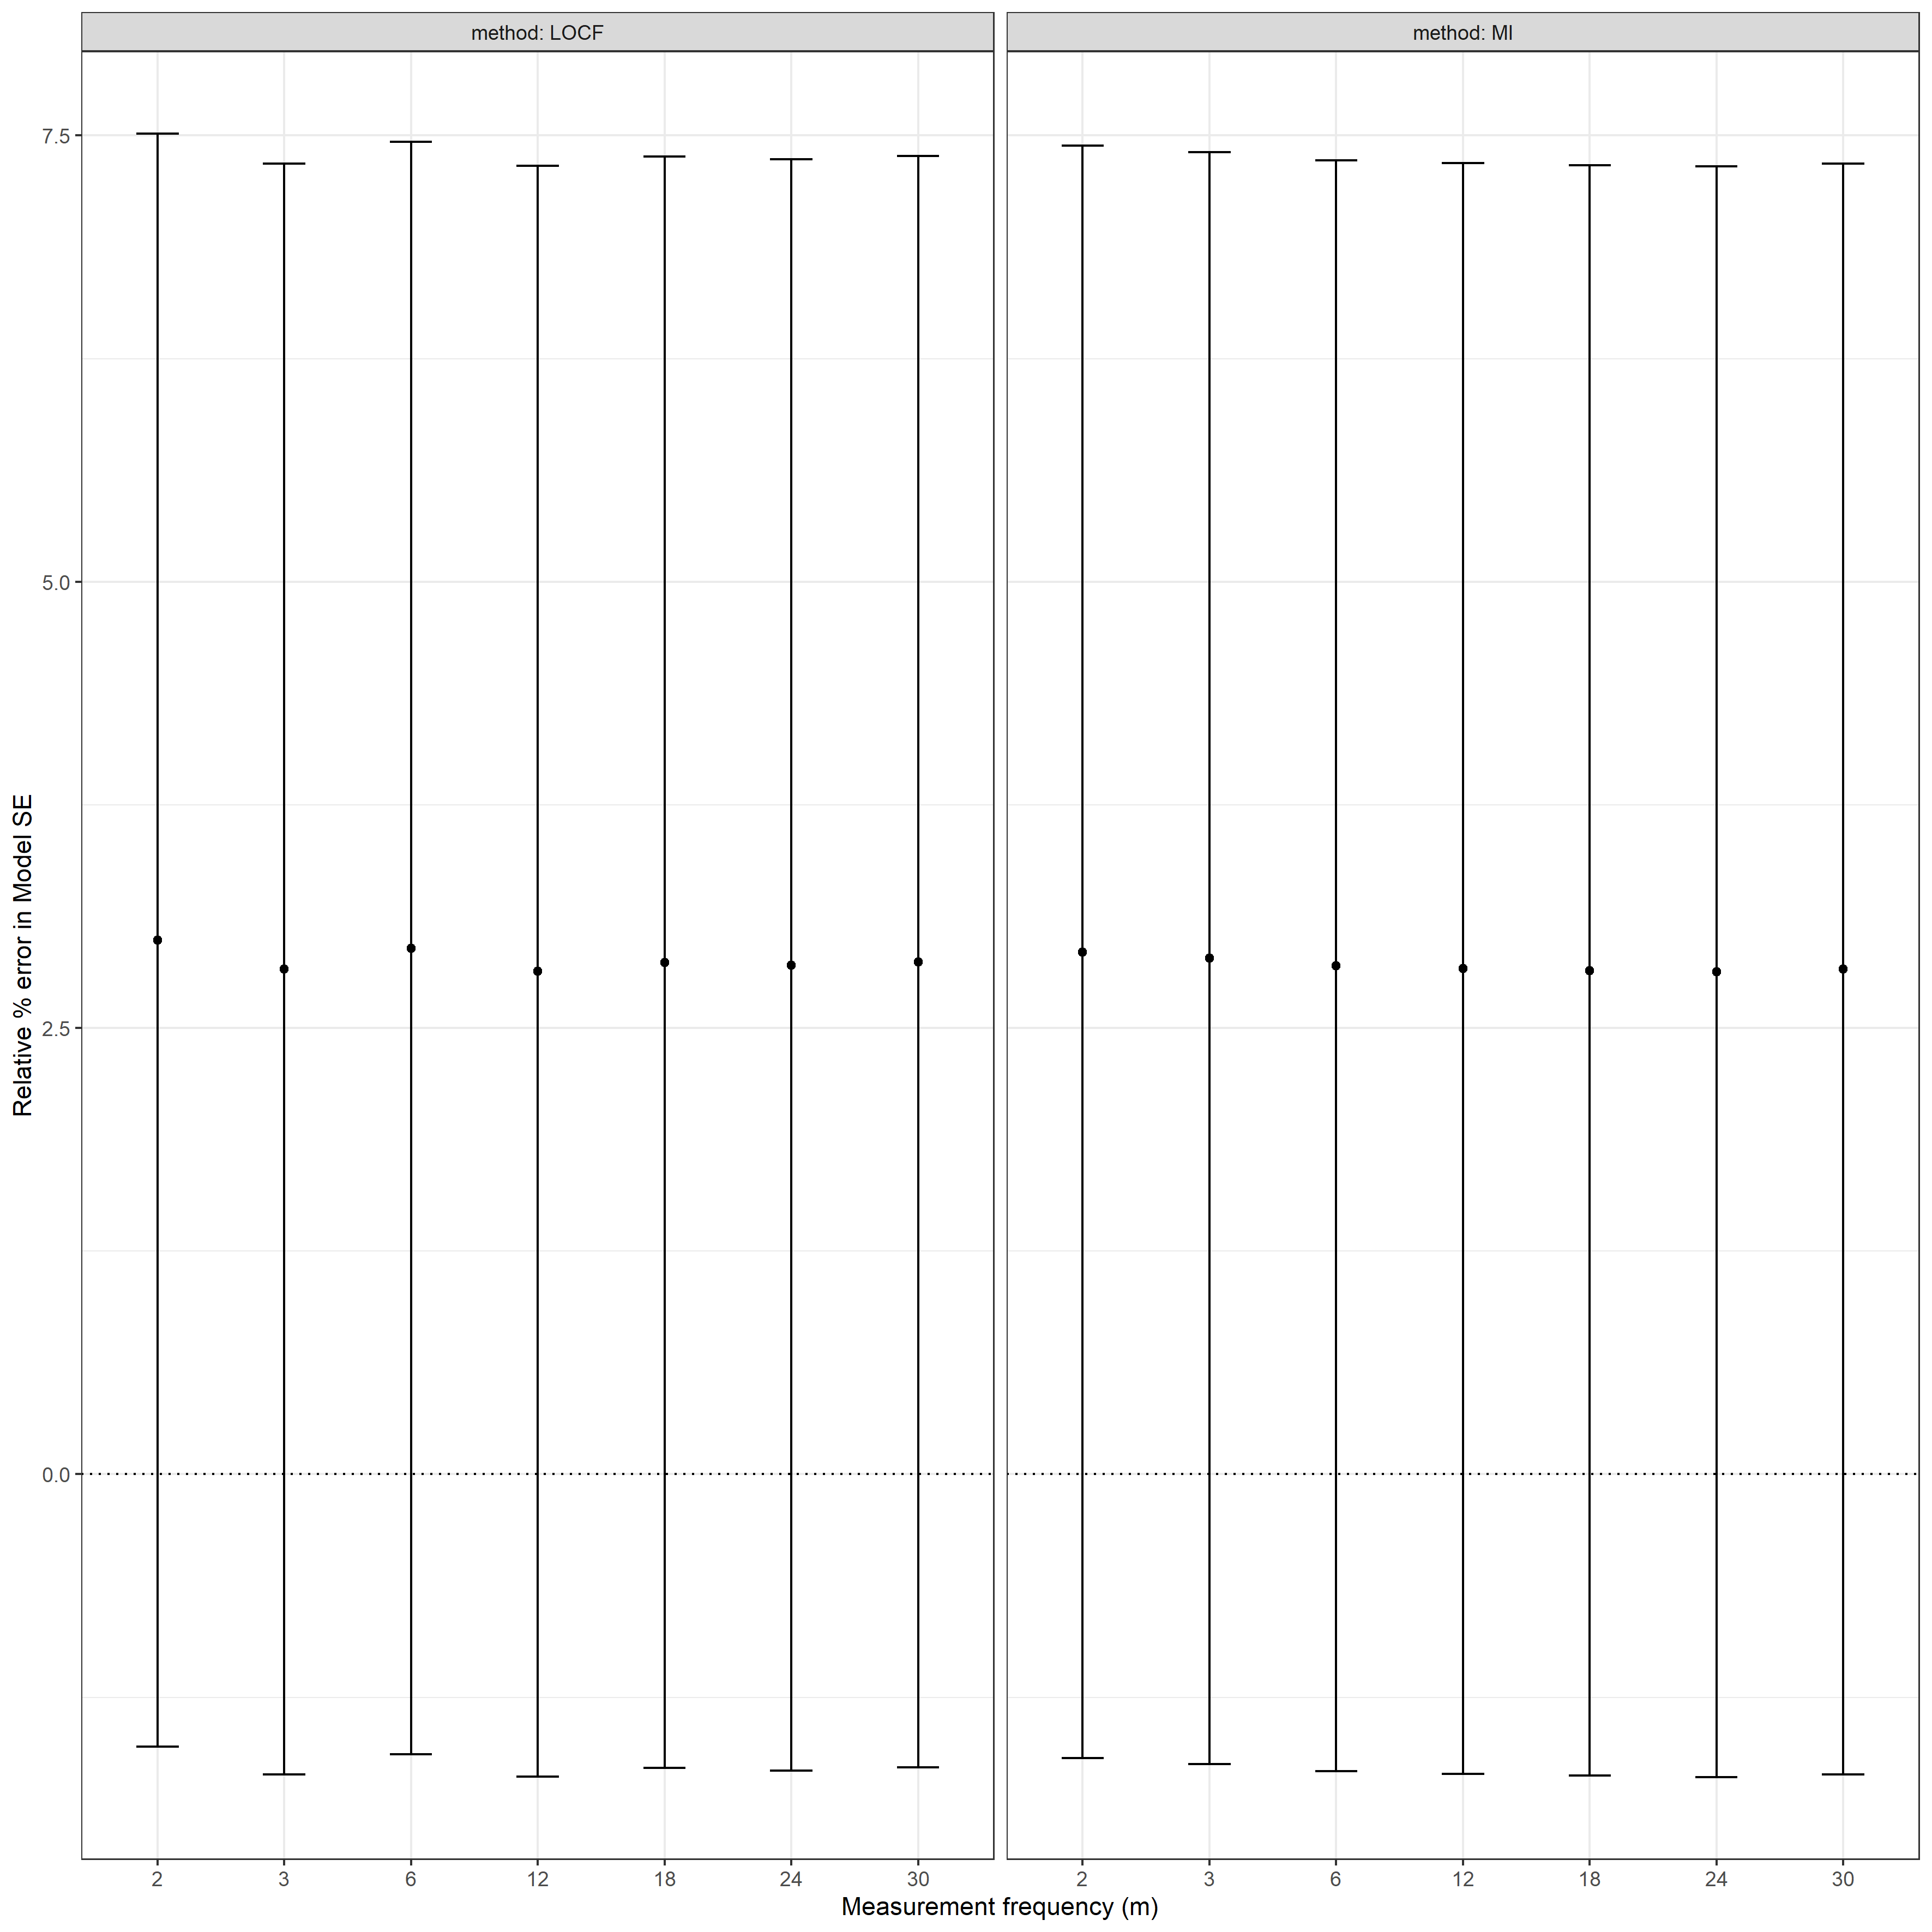 method: LOCF
method: MI
Relative % error in Model SE
7.5
5.0
2.5
0.0
2 3 6 12 18 24 30
2 3 6 12 18 24 30
Measurement frequency (m)